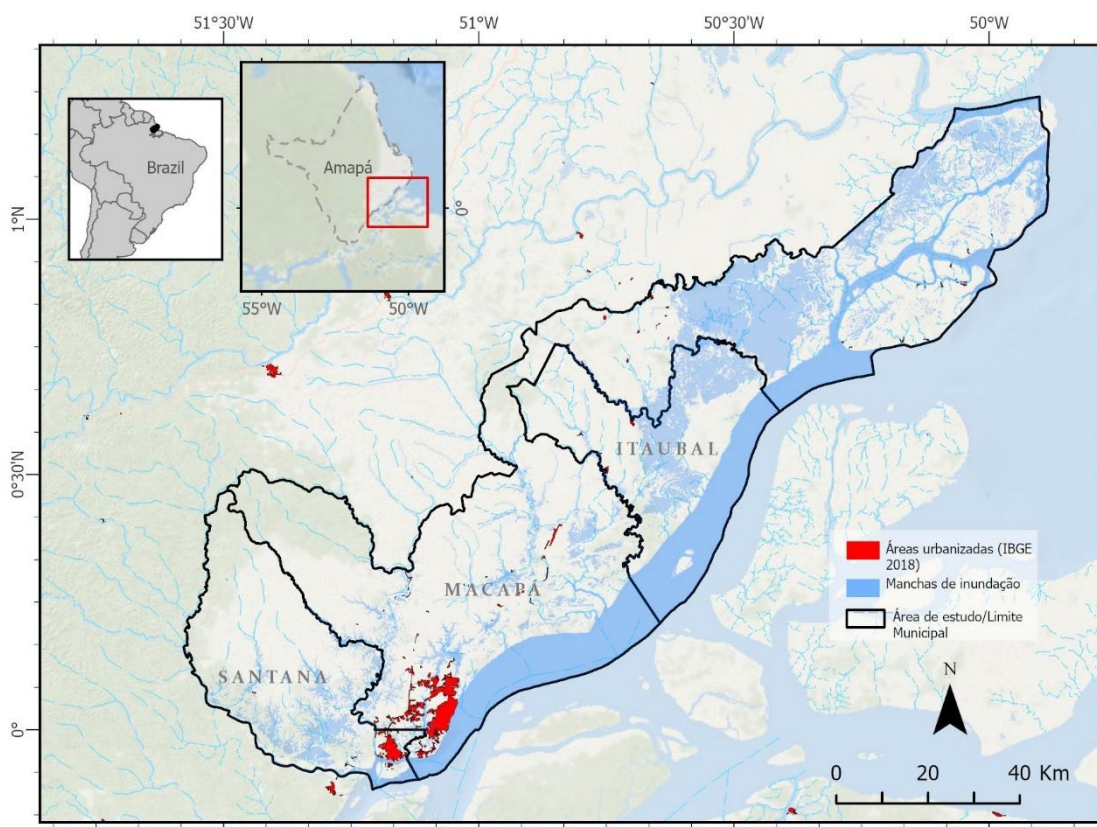 51°30'W 51°W 50°30'W 50°W
Brazil
Amapá
0°
55°W 50°W
1°N
0°30'N
0°
ITAUBAL
MACAPÁ
SANTANA
Áreas urbanizadas (IBGE
2018)
Manchas de inundação
Área de estudo/Limite
Municipal
N
0 20 40 Km